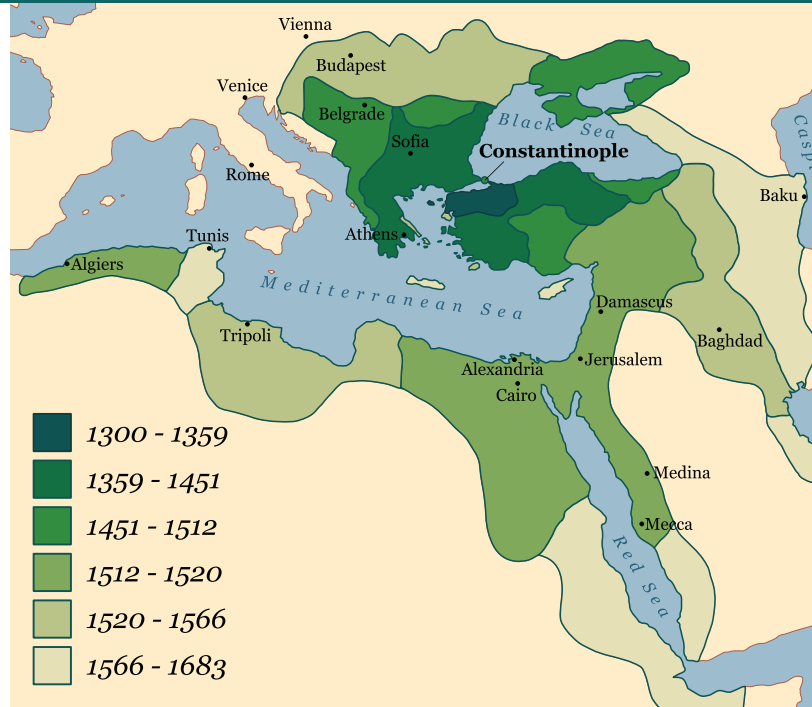 Vienna
Budapest
Venice
Belgrade
Black Sea
Casp
Sofia
Constantinople
Rome
Baku
Athens
Tunis
Algiers
Mediterranean Sea
Damascus
Tripoli
Baghdad
Jerusalem
Alexandria
Cairo
1300 - 1359
1359 - 1451
Medina
1451 - 1512
Mecca
Red Sea
1512 - 1520
1520 - 1566
1566 - 1683